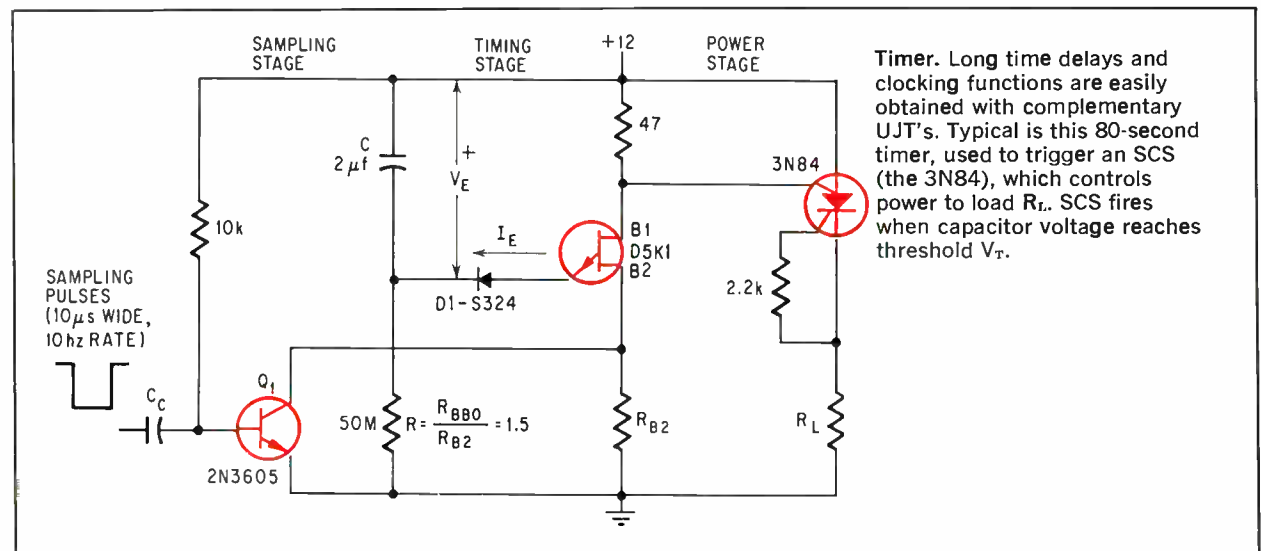 SAMPLING
STAGE
TIMING
STAGE
+12
POWER
STAGE
Timer. Long time delays and
clocking functions are easily
obtained with complementary
UJT's. Typical is this 80-second
timer, used to trigger an SCS
(the 3N84), which controls
power to load RL. SCS fires
when capacitor voltage reaches
threshold VT.
C
2μf
+
VE
47
3N84
10k
IE
B1
D5K1
B2
D1-S324
2.2k
SAMPLING
PULSES
(10μs WIDE,
10hz RATE)
CC
Q1
2N3605
50M
R= RBBO / RB2 =1.5
RB2
RL